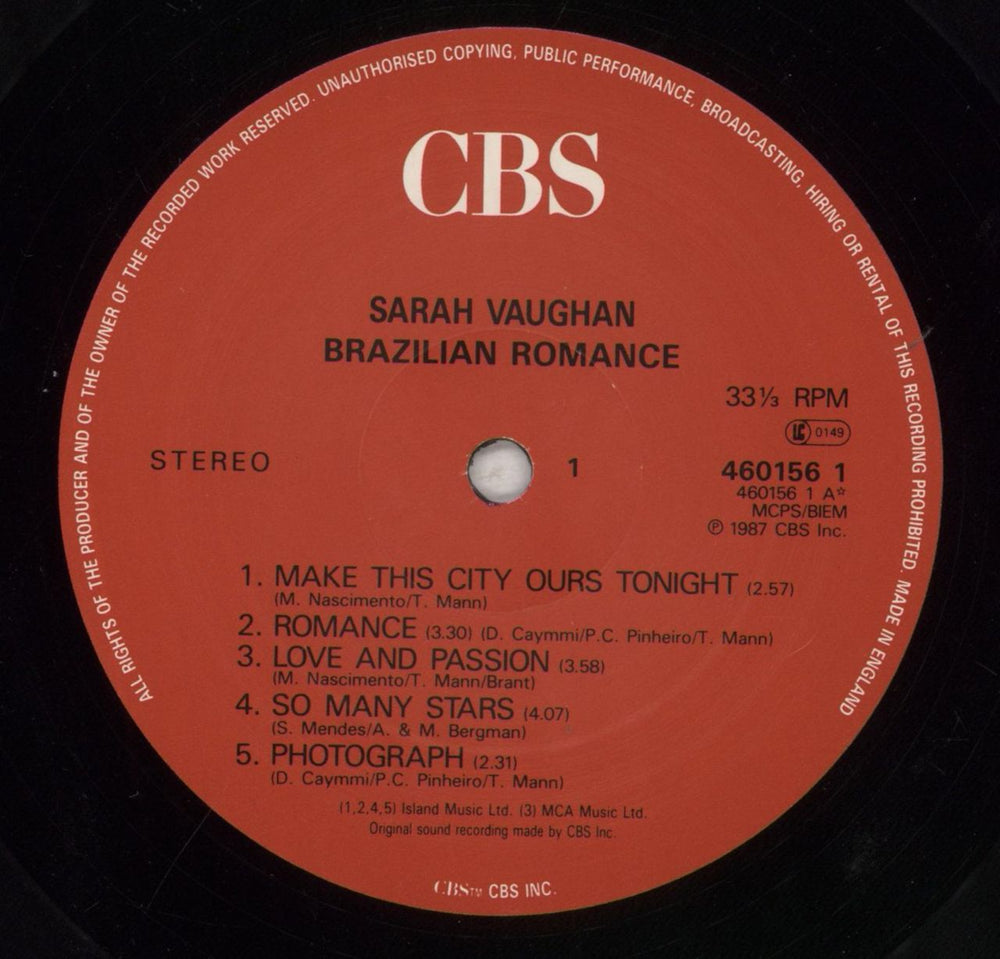 ALL RIGHTS OF THE PRODUCER AND OF THE OWNER OF THE RECORDED WORK RESERVED. UNAUTHORISED COPYING, PUBLIC PERFORMANCE, BROADCASTING, HIRING OR RENTAL OF THIS RECORDING PROHIBITED. MADE IN ENGLAND
CBS
SARAH VAUGHAN
BRAZILIAN ROMANCE
33⅓ RPM
LC 0149
STEREO
1
460156 1
460156 1 A☆
MCPS/BIEM
℗ 1987 CBS Inc.
1. MAKE THIS CITY OURS TONIGHT (2.57)
(M. Nascimento/T. Mann)
2. ROMANCE (3.30) (D. Caymmi/P.C. Pinheiro/T. Mann)
3. LOVE AND PASSION (3.58)
(M. Nascimento/T. Mann/Brant)
4. SO MANY STARS (4.07)
(S. Mendes/A. & M. Bergman)
5. PHOTOGRAPH (2.31)
(D. Caymmi/P.C. Pinheiro/T. Mann)
(1,2,4,5) Island Music Ltd. (3) MCA Music Ltd.
Original sound recording made by CBS Inc.
CBS™ CBS INC.